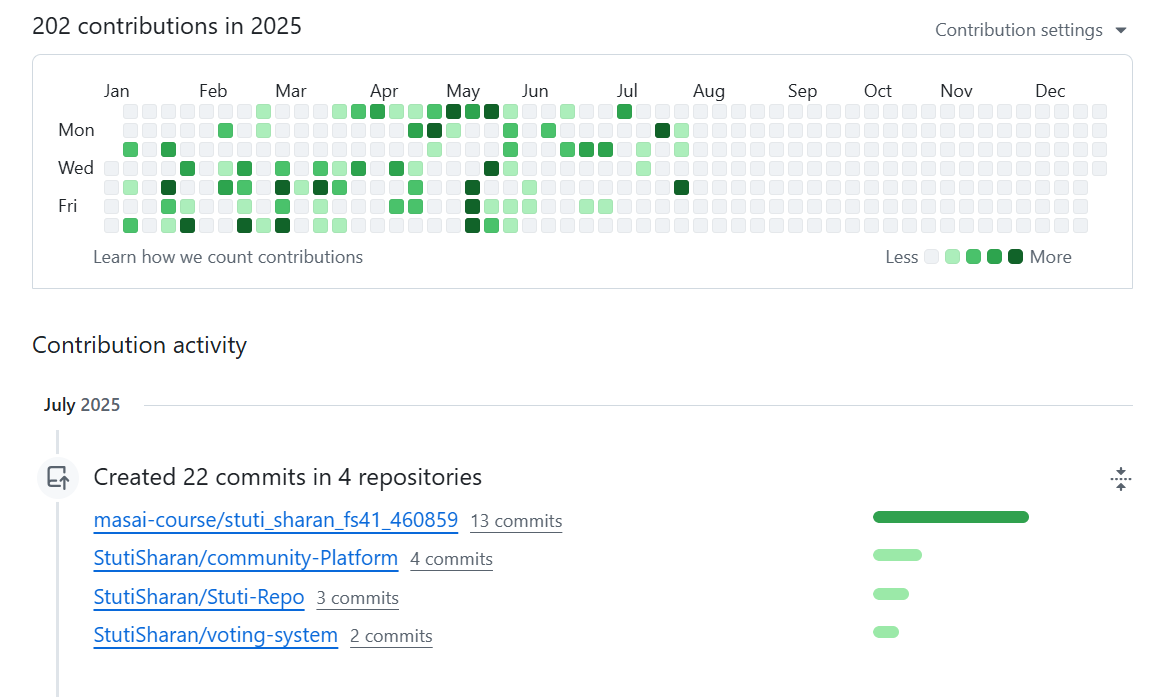 202 contributions in 2025
Contribution settings
Jan Feb Mar Apr May Jun Jul Aug Sep Oct Nov Dec
Mon
Wed
Fri
Learn how we count contributions
Less More
Contribution activity
July 2025
Created 22 commits in 4 repositories
masai-course/stuti_sharan_fs41_460859 13 commits
StutiSharan/community-Platform 4 commits
StutiSharan/Stuti-Repo 3 commits
StutiSharan/voting-system 2 commits